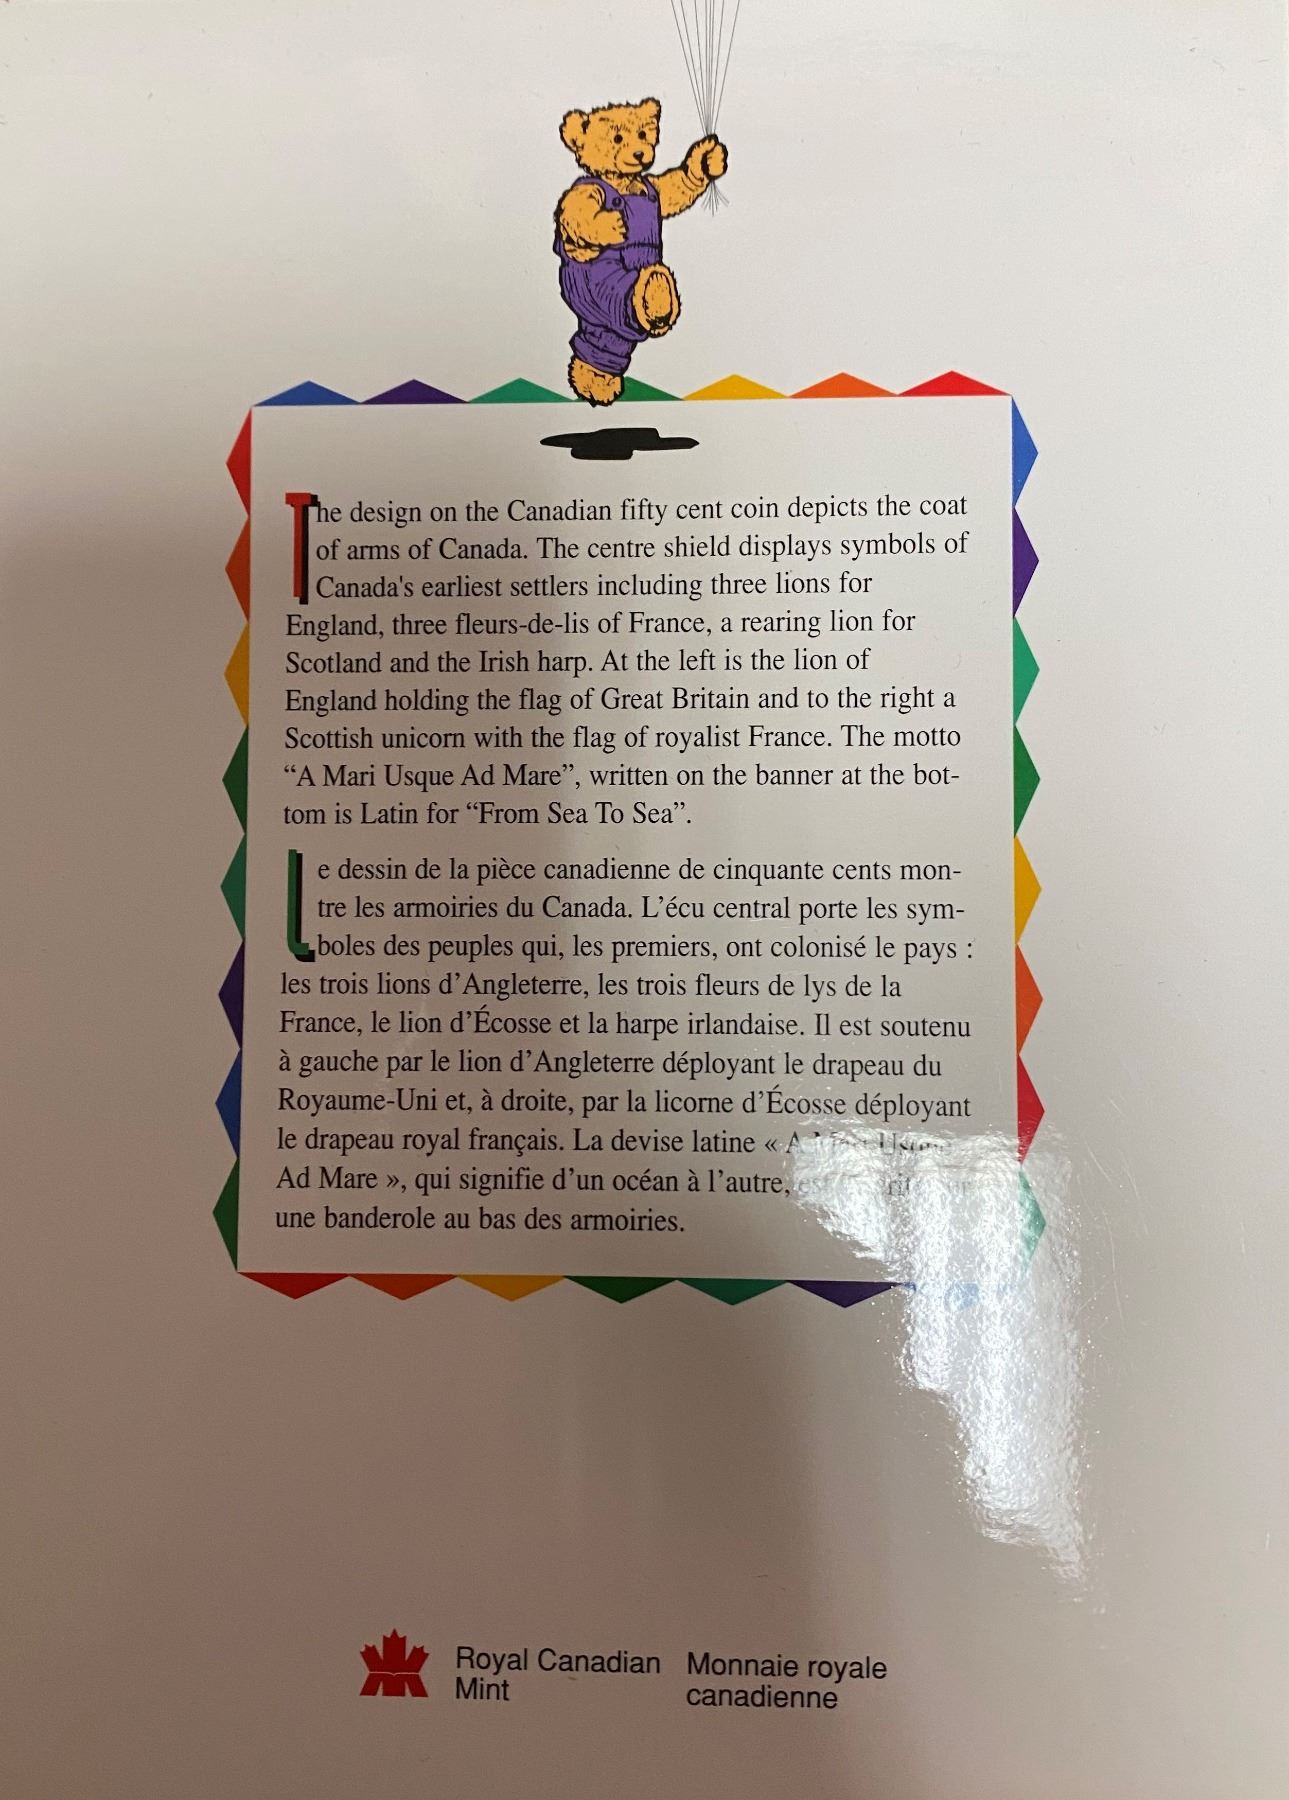 The design on the Canadian fifty cent coin depicts the coat
of arms of Canada. The centre shield displays symbols of
Canada's earliest settlers including three lions for
England, three fleurs-de-lis of France, a rearing lion for
Scotland and the Irish harp. At the left is the lion of
England holding the flag of Great Britain and to the right a
Scottish unicorn with the flag of royalist France. The motto
“A Mari Usque Ad Mare”, written on the banner at the bot-
tom is Latin for “From Sea To Sea”.
Le dessin de la pièce canadienne de cinquante cents mon-
tre les armoiries du Canada. L’écu central porte les sym-
boles des peuples qui, les premiers, ont colonisé le pays :
les trois lions d’Angleterre, les trois fleurs de lys de la
France, le lion d’Écosse et la harpe irlandaise. Il est soutenu
à gauche par le lion d’Angleterre déployant le drapeau du
Royaume-Uni et, à droite, par la licorne d’Écosse déployant
le drapeau royal français. La devise latine « A Mari Usque
Ad Mare », qui signifie d’un océan à l’autre, est
une banderole au bas des armoiries.
Royal Canadian
Mint
Monnaie royale
canadienne